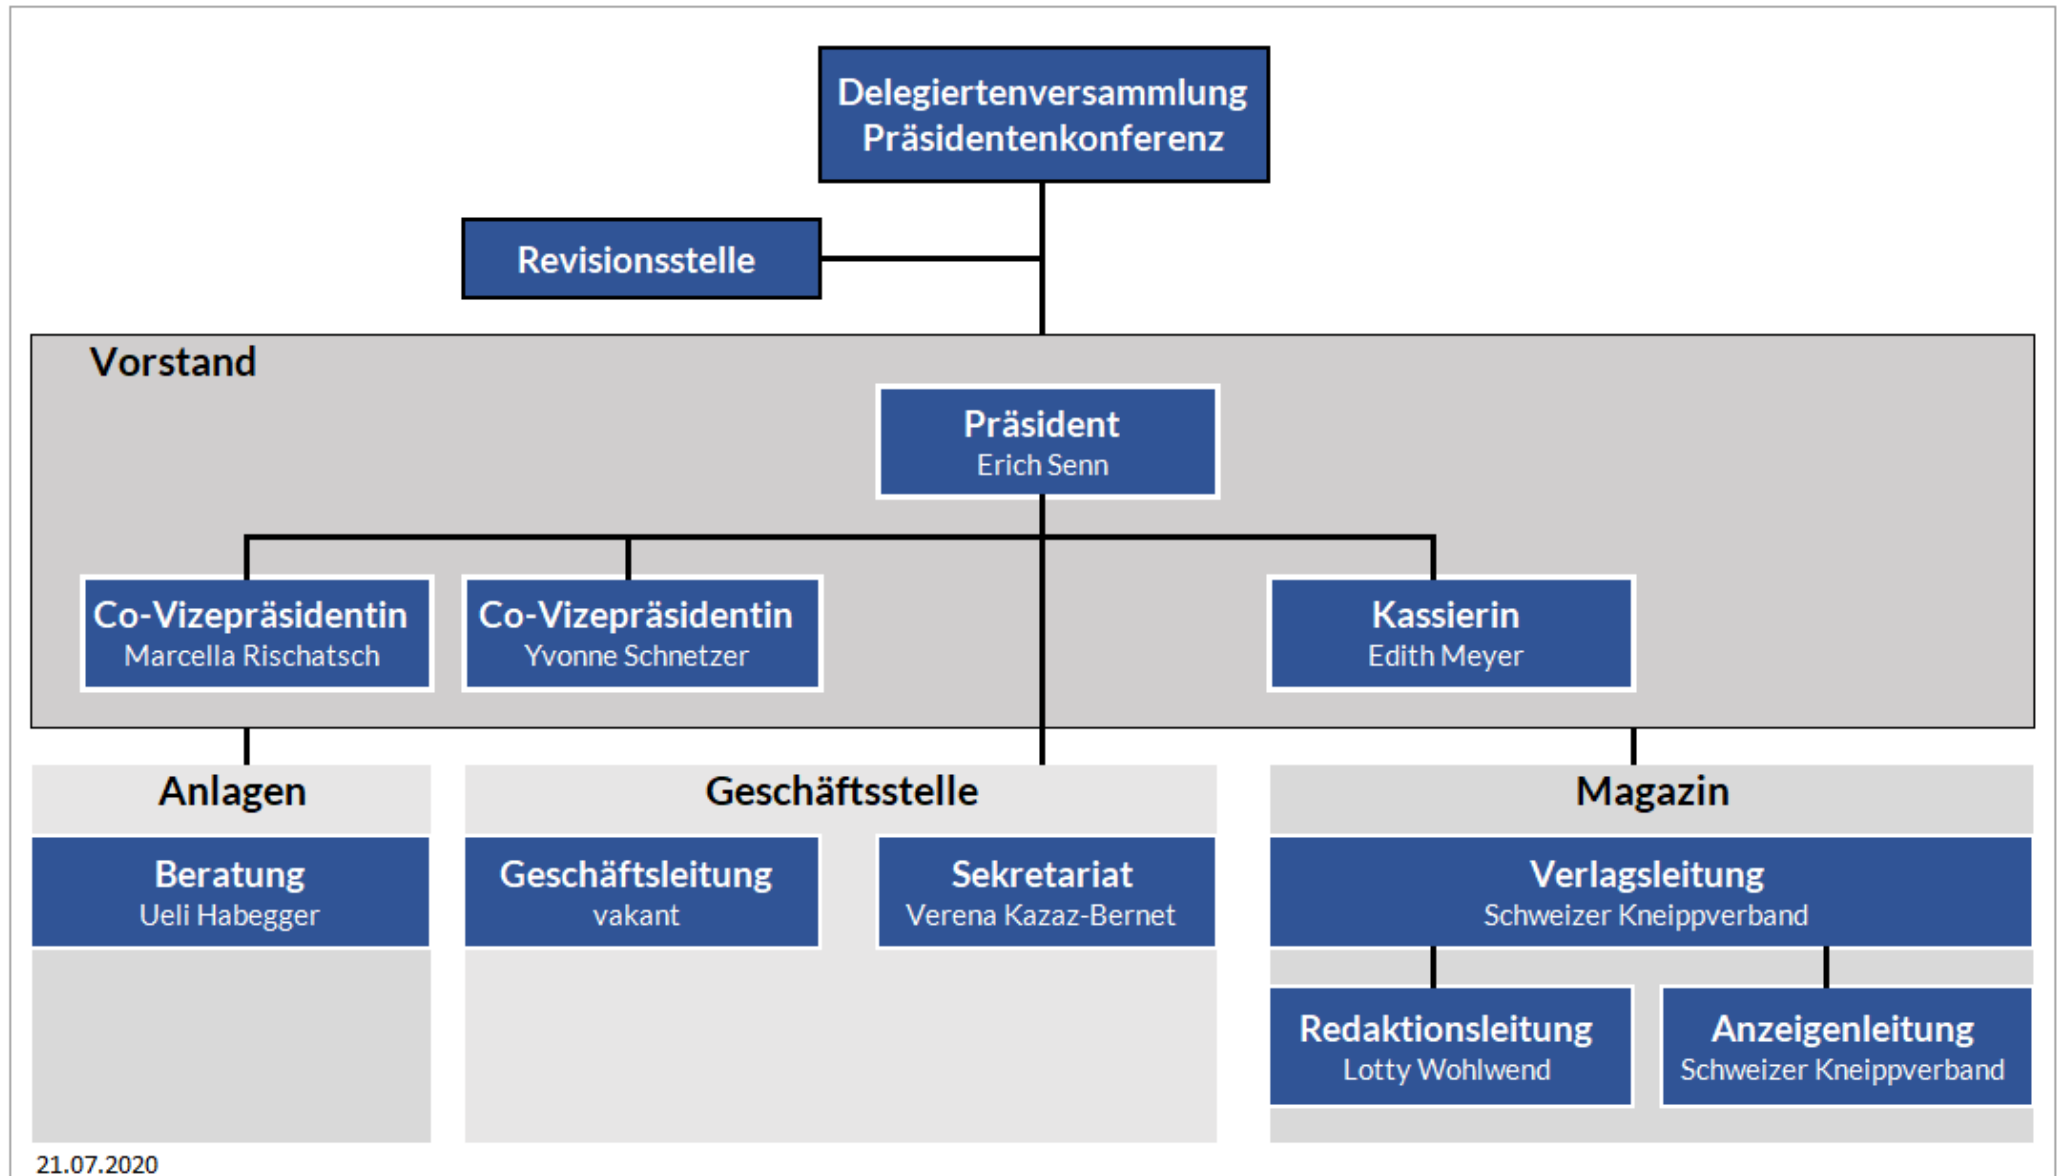 Delegiertenversammlung
Präsidentenkonferenz
Revisionsstelle
Vorstand
Präsident
Erich Senn
Co-Vizepräsidentin
Marcella Rischatsch
Co-Vizepräsidentin
Yvonne Schnetzer
Kassierin
Edith Meyer
Anlagen
Beratung
Ueli Habegger
Geschäftsstelle
Geschäftsleitung
vakant
Sekretariat
Verena Kazaz-Bernet
Magazin
Verlagsleitung
Schweizer Kneippverband
Redaktionsleitung
Lotty Wohlwend
Anzeigenleitung
Schweizer Kneippverband
21.07.2020